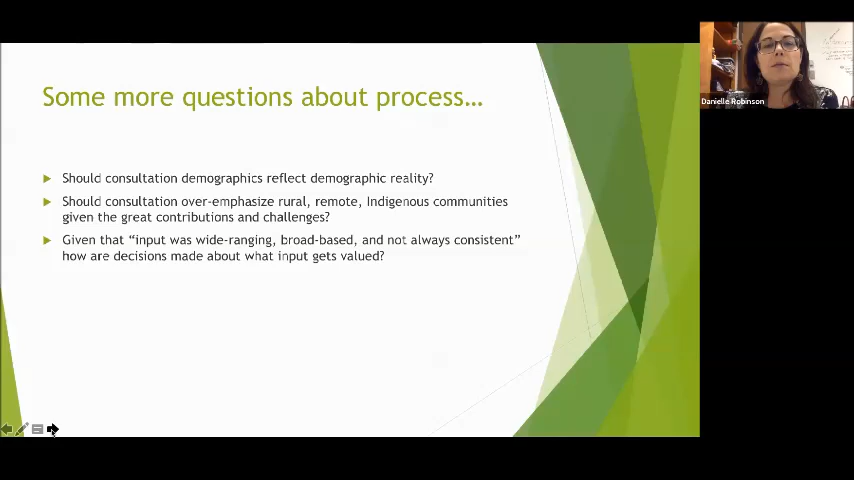 Some more questions about process…
Danielle Robinson
Should consultation demographics reflect demographic reality?
Should consultation over-emphasize rural, remote, Indigenous communities
given the great contributions and challenges?
Given that “input was wide-ranging, broad-based, and not always consistent”
how are decisions made about what input gets valued?